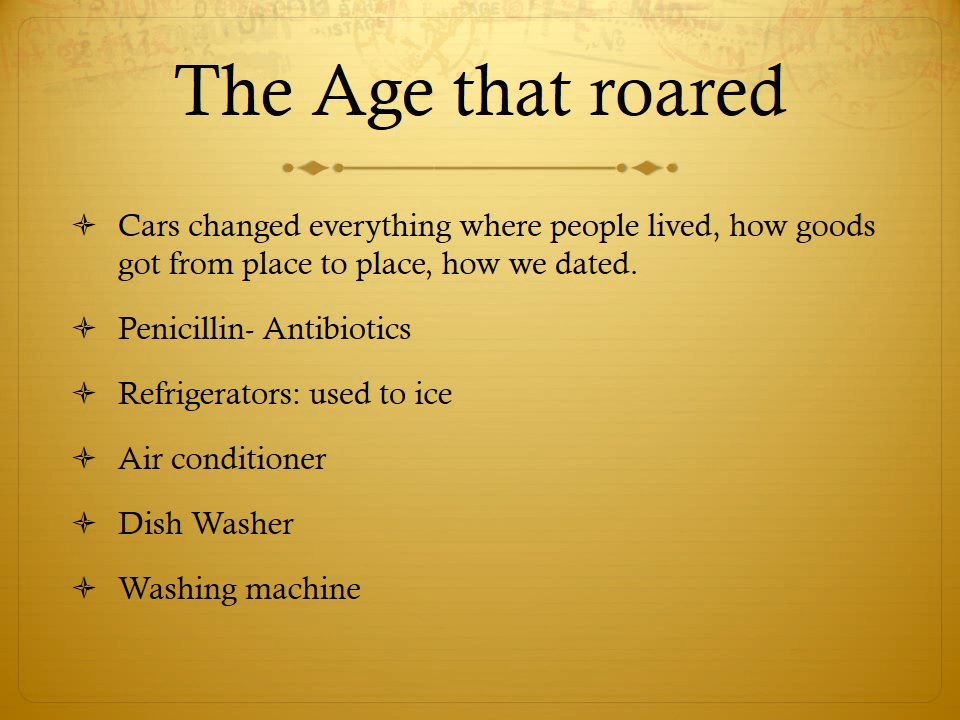 The Age that roared
Cars changed everything where people lived, how goods
got from place to place, how we dated.
Penicillin- Antibiotics
Refrigerators: used to ice
Air conditioner
Dish Washer
Washing machine